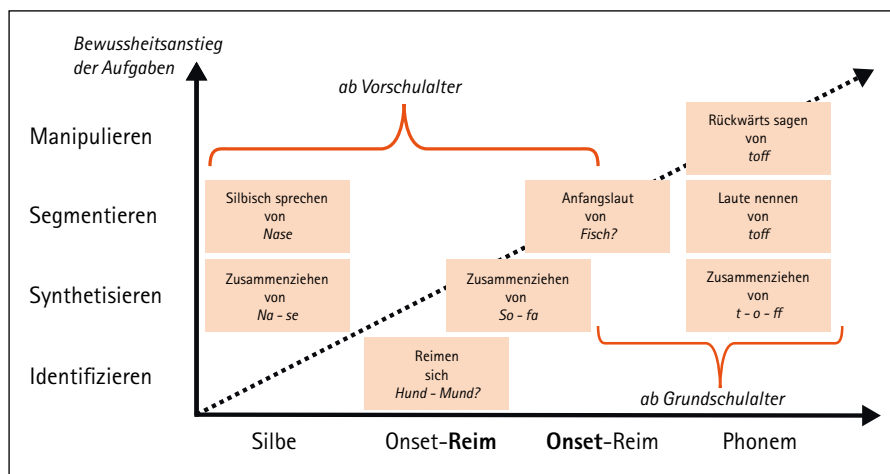 Bewussheitsanstieg
der Aufgaben
ab Vorschulalter
Manipulieren
Rückwärts sagen
von
toff
Segmentieren
Silbisch sprechen
von
Nase
Anfangslaut
von
Fisch?
Laute nennen
von
toff
Synthetisieren
Zusammenziehen
von
Na – se
Zusammenziehen
von
So – fa
Zusammenziehen
von
t – o – ff
Identifizieren
Reimen
sich
Hund – Mund?
ab Grundschulalter
Silbe
Onset-Reim
Onset-Reim
Phonem